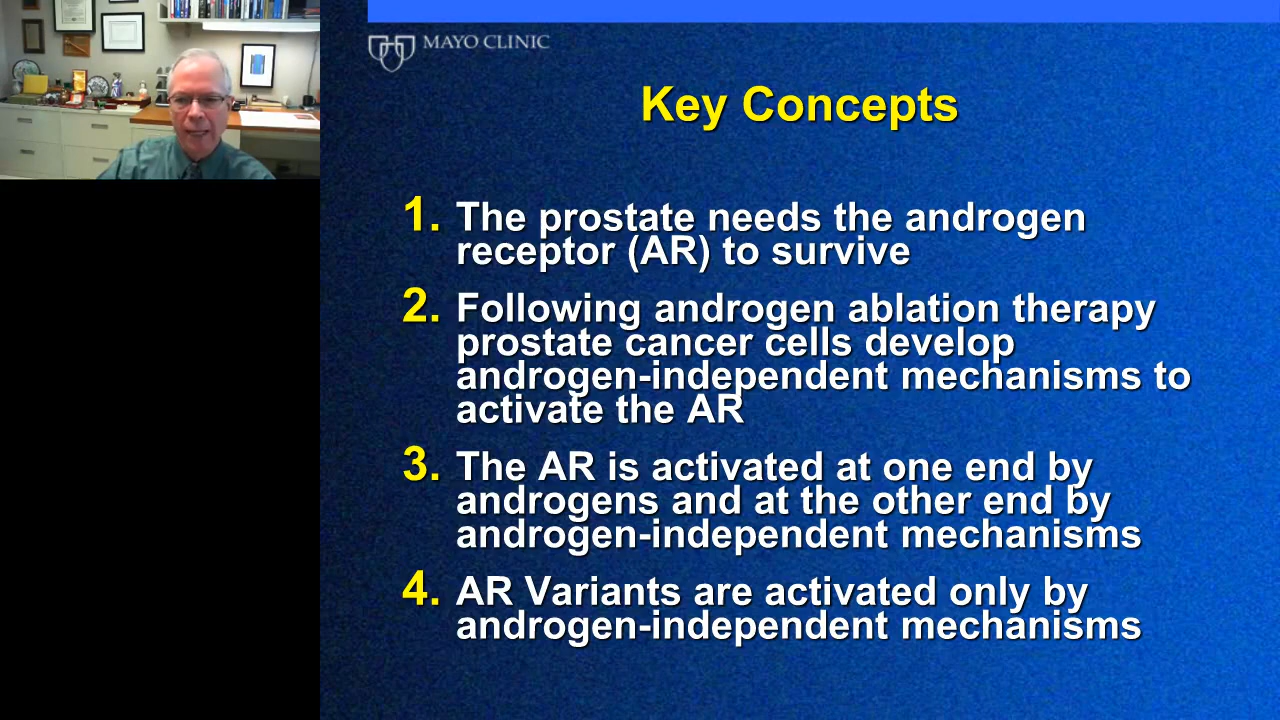 MAYO CLINIC
Key Concepts
1. The prostate needs the androgen
receptor (AR) to survive
2. Following androgen ablation therapy
prostate cancer cells develop
androgen-independent mechanisms to
activate the AR
3. The AR is activated at one end by
androgens and at the other end by
androgen-independent mechanisms
4. AR Variants are activated only by
androgen-independent mechanisms